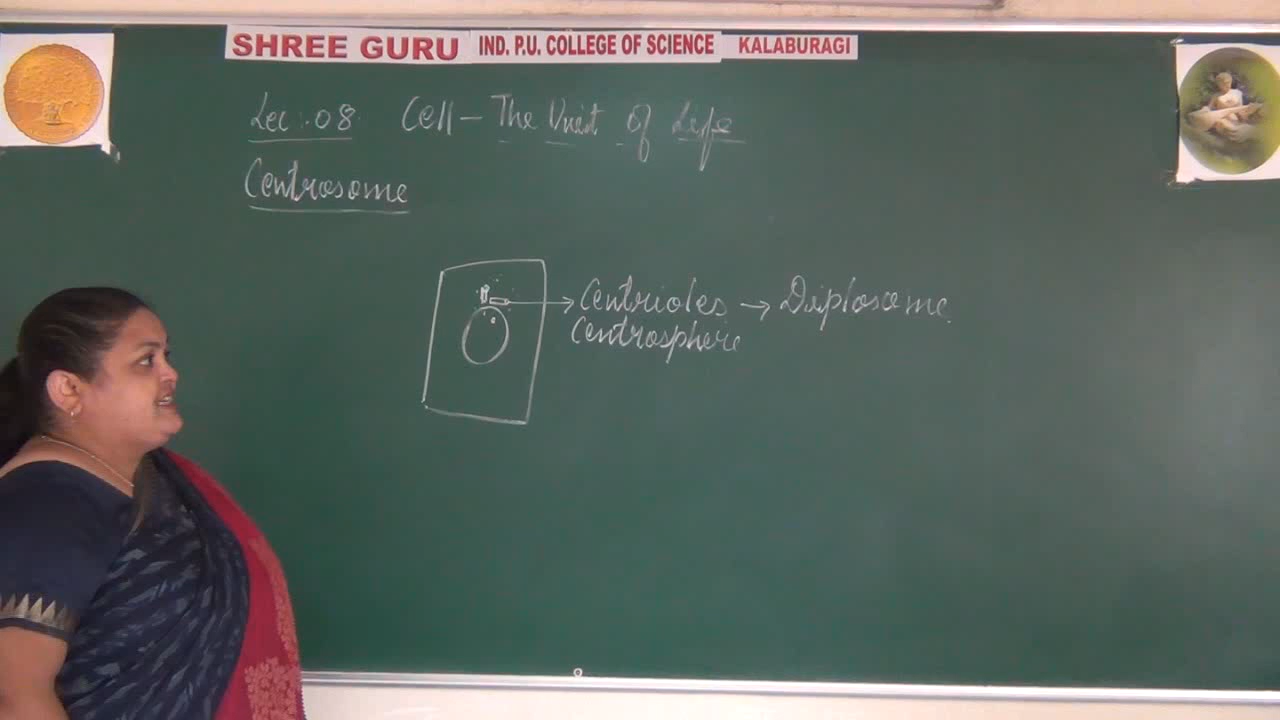 SHREE GURU IND. P.U. COLLEGE OF SCIENCE KALABURAGI
Lec: 08 Cell - The Unit of Life
Centrosome
Centrioles → Diplosome
Centrosphere